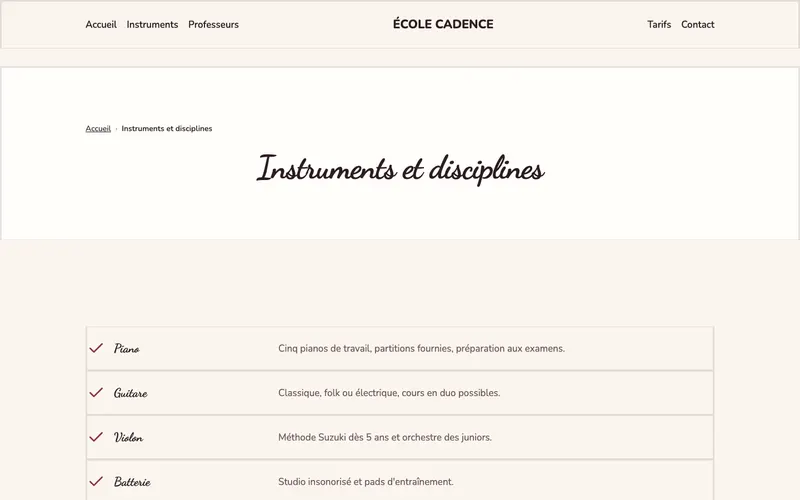 Accueil Instruments Professeurs ÉCOLE CADENCE Tarifs Contact
Accueil · Instruments et disciplines
Instruments et disciplines
Piano Cinq pianos de travail, partitions fournies, préparation aux examens.
Guitare Classique, folk ou électrique, cours en duo possibles.
Violon Méthode Suzuki dès 5 ans et orchestre des juniors.
Batterie Studio insonorisé et pads d'entraînement.